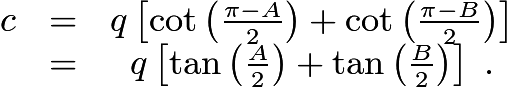 c = q [cot((π−A)/2) + cot((π−B)/2)]
= q [tan(A/2) + tan(B/2)] .